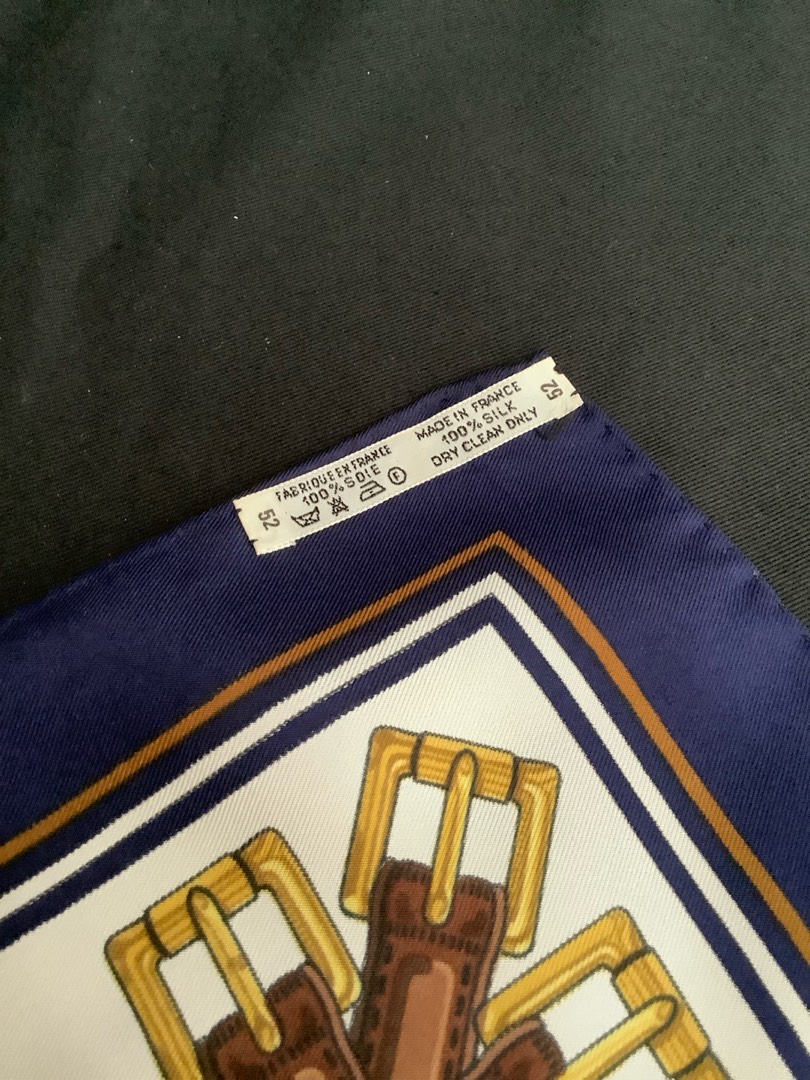 52
FABRIQUE EN FRANCE
100% SOIE
F
MADE IN FRANCE
100% SILK
DRY CLEAN ONLY
52